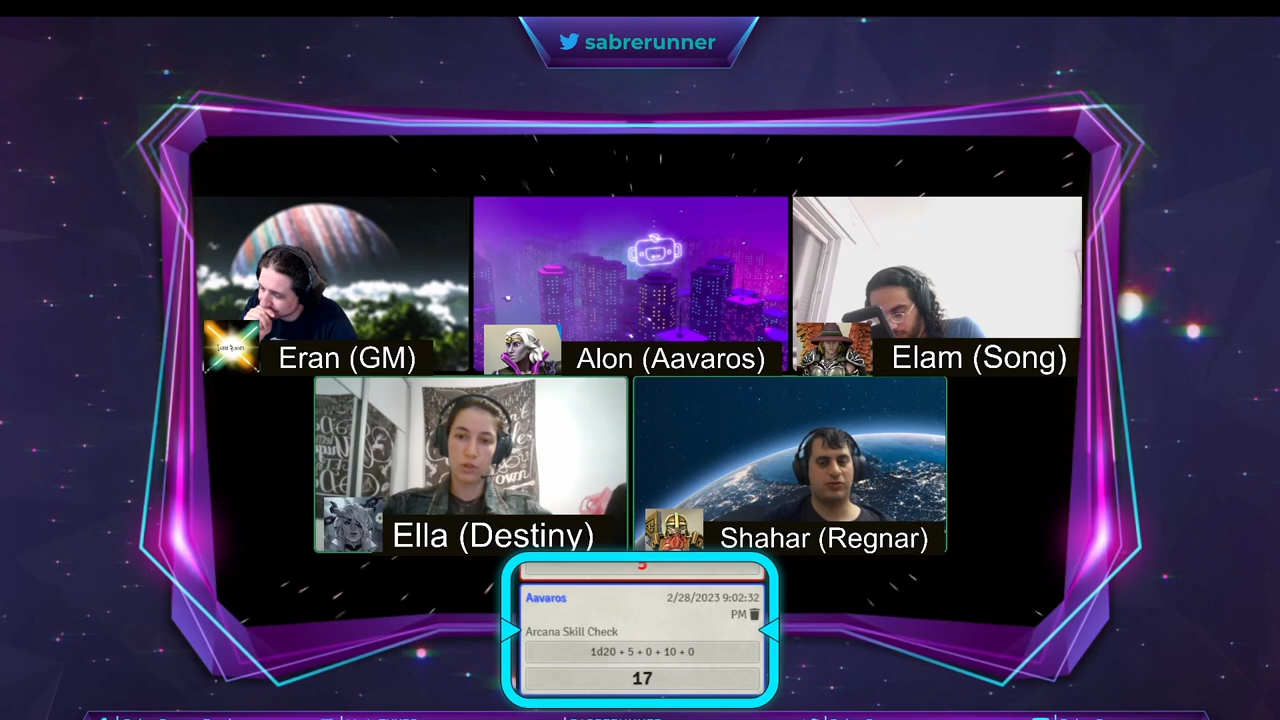 sabrerunner
Eran (GM)
Alon (Aavaros)
Elam (Song)
Ella (Destiny)
Shahar (Regnar)
Aavaros
2/28/2023 9:02:32
PM
Arcana Skill Check
1d20 + 5 + 0 + 10 + 0
17